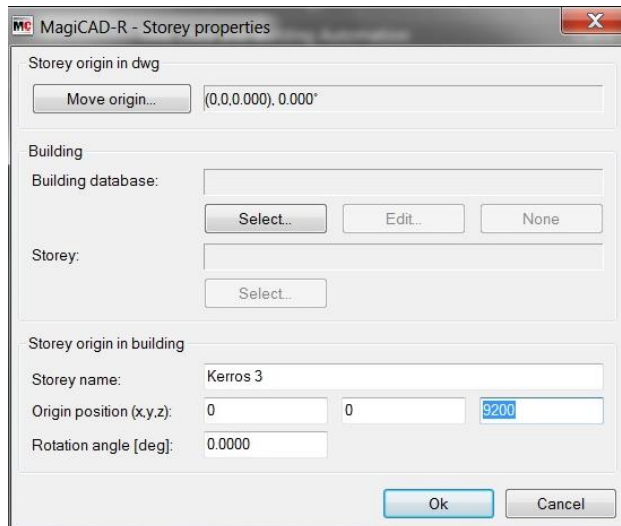 MC MagiCAD-R - Storey properties
Storey origin in dwg
Move origin... (0,0,0.000), 0.000°
Building
Building database:
Select... Edit... None
Storey:
Select...
Storey origin in building
Storey name: Kerros 3
Origin position (x,y,z): 0 0 9200
Rotation angle [deg]: 0.0000
Ok Cancel